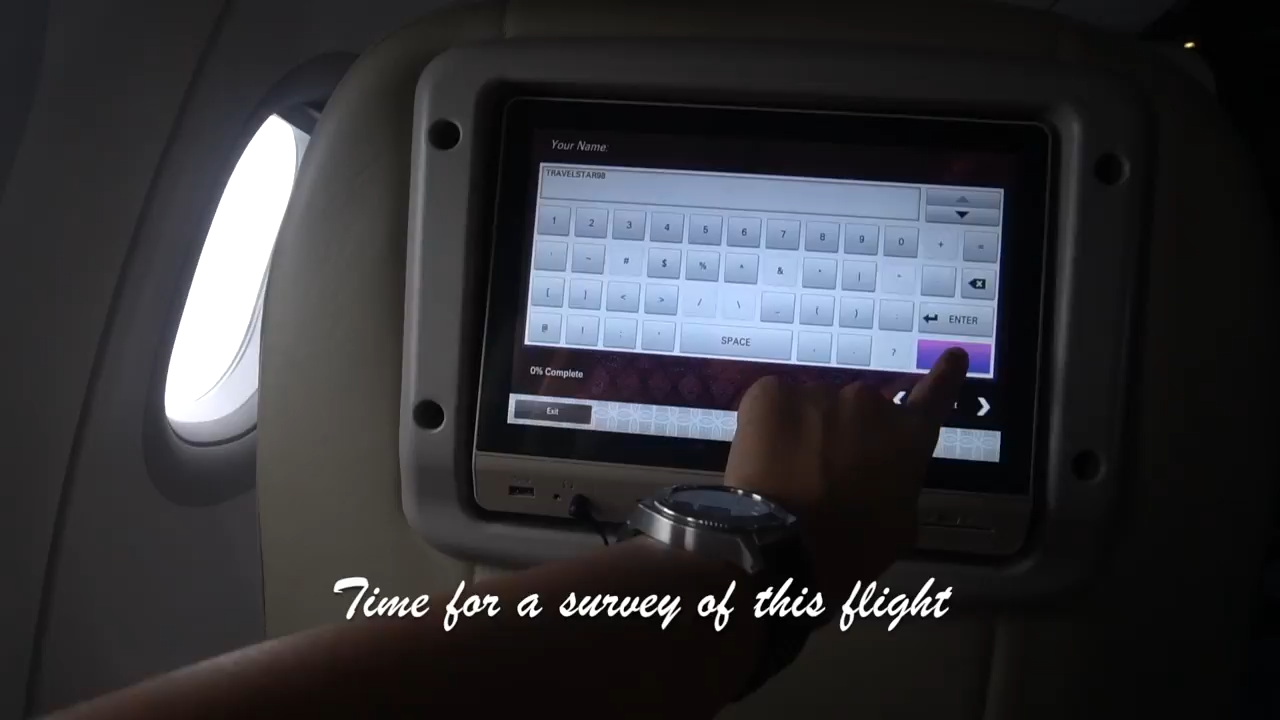 Your Name:
TRAVELSTAR98
1 2 3 4 5 6 7 8 9 0 + =
~ # $ % & |
[ ] < > / \ _ ( ) :
@ ! ; SPACE , . ?
ENTER
0% Complete
Exit
Time for a survey of this flight